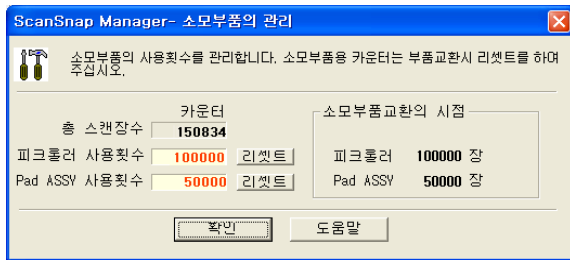 ScanSnap Manager- 소모부품의 관리
소모부품의 사용횟수를 관리합니다. 소모부품용 카운터는 부품교환시 리셋트를 하여
주십시오.
카운터
총 스캔장수 150834
피크롤러 사용횟수 100000 리셋트
Pad ASSY 사용횟수 50000 리셋트
소모부품교환의 시점
피크롤러 100000 장
Pad ASSY 50000 장
확인 도움말